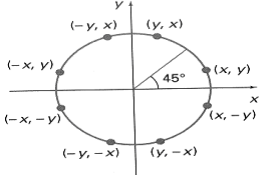 y
(-y, x) (y, x)
(-x, y) (x, y)
45°
x
(-x, -y) (x, -y)
(-y, -x) (y, -x)